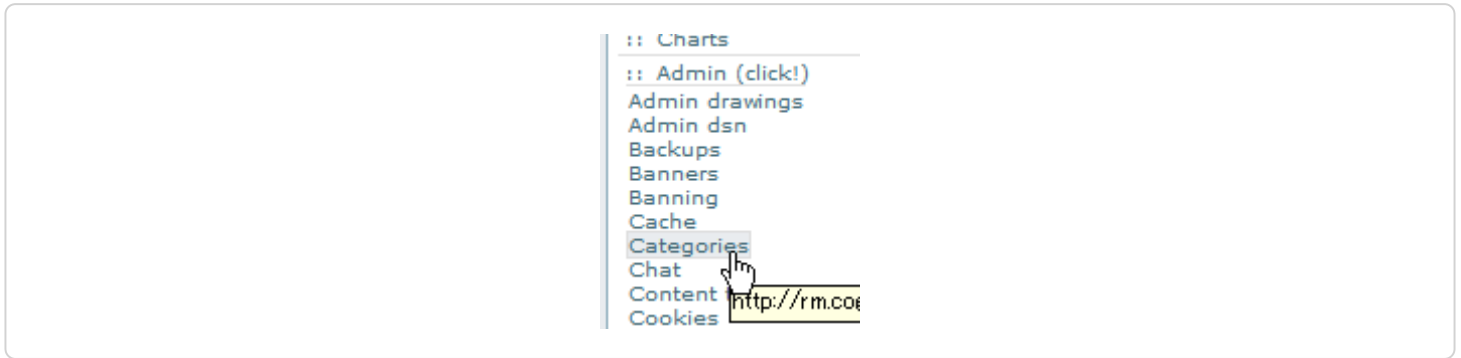 :: Charts
:: Admin (click!)
Admin drawings
Admin dsn
Backups
Banners
Banning
Cache
Categories
Chat
Content
http://rm.coe
Cookies